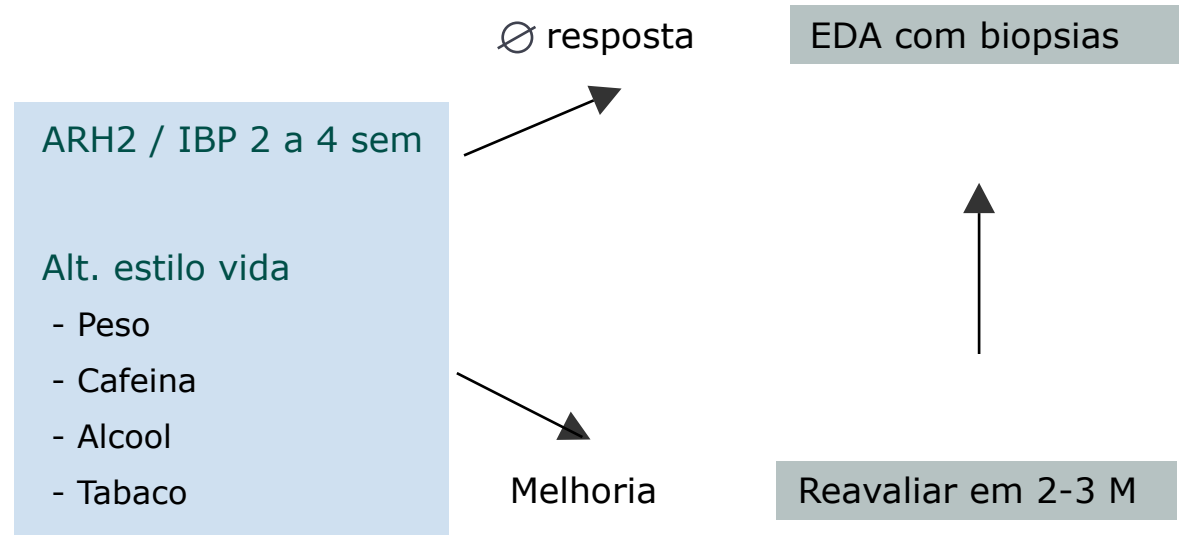 ∅ resposta
EDA com biopsias
ARH2 / IBP 2 a 4 sem
Alt. estilo vida
- Peso
- Cafeina
- Alcool
- Tabaco
Melhoria
Reavaliar em 2-3 M